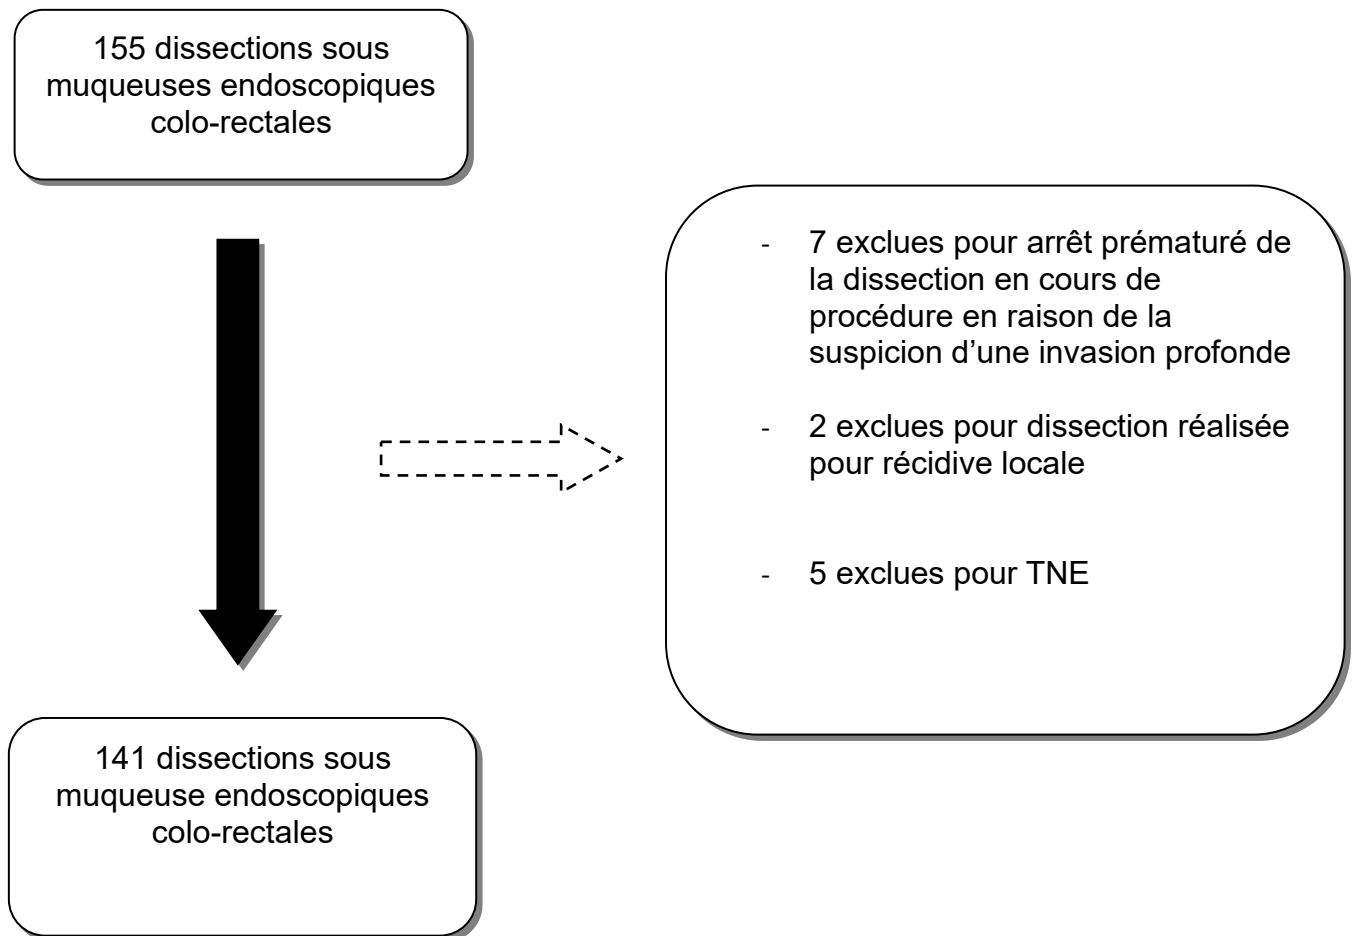 155 dissections sous
muqueuses endoscopiques
colo-rectales
- 7 exclues pour arrêt prématuré de
la dissection en cours de
procédure en raison de la
suspicion d’une invasion profonde
- 2 exclues pour dissection réalisée
pour récidive locale
- 5 exclues pour TNE
141 dissections sous
muqueuse endoscopiques
colo-rectales